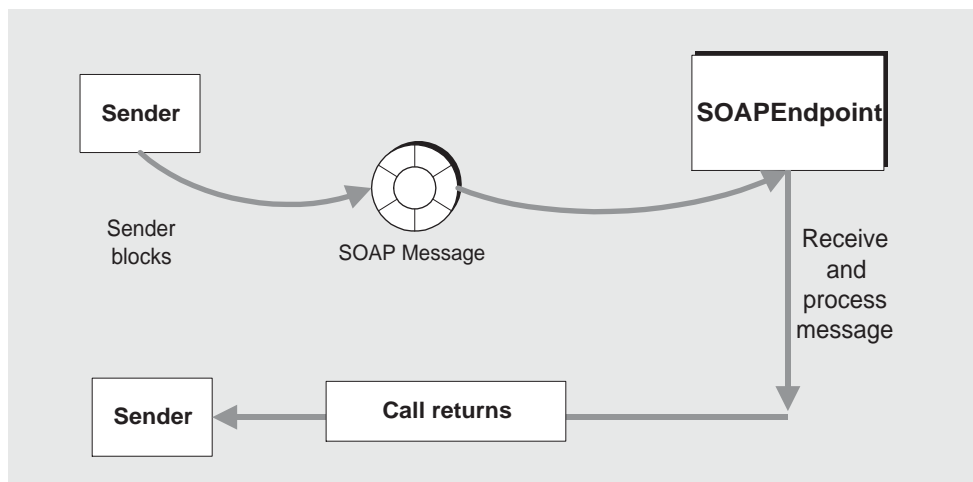 Sender
SOAPEndpoint
Sender
blocks
SOAP Message
Receive
and
process
message
Sender
Call returns